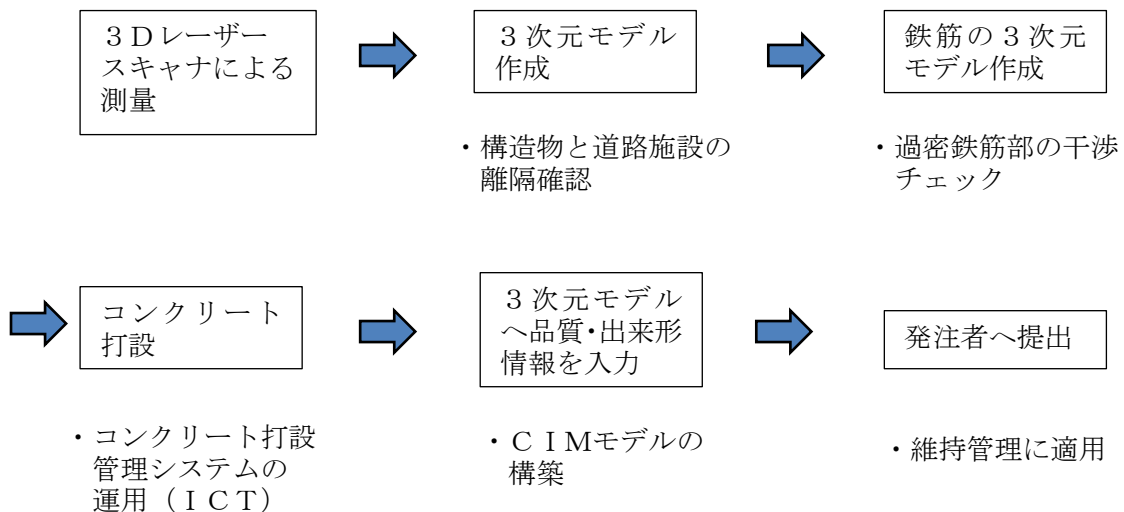 ３Ｄレーザー
スキャナによる
測量
３次元モデル
作成
鉄筋の３次元
モデル作成
・構造物と道路施設の
離隔確認
・過密鉄筋部の干渉
チェック
コンクリート
打設
３次元モデル
へ品質・出来形
情報を入力
発注者へ提出
・コンクリート打設
管理システムの
運用（ＩＣＴ）
・ＣＩＭモデルの
構築
・維持管理に適用